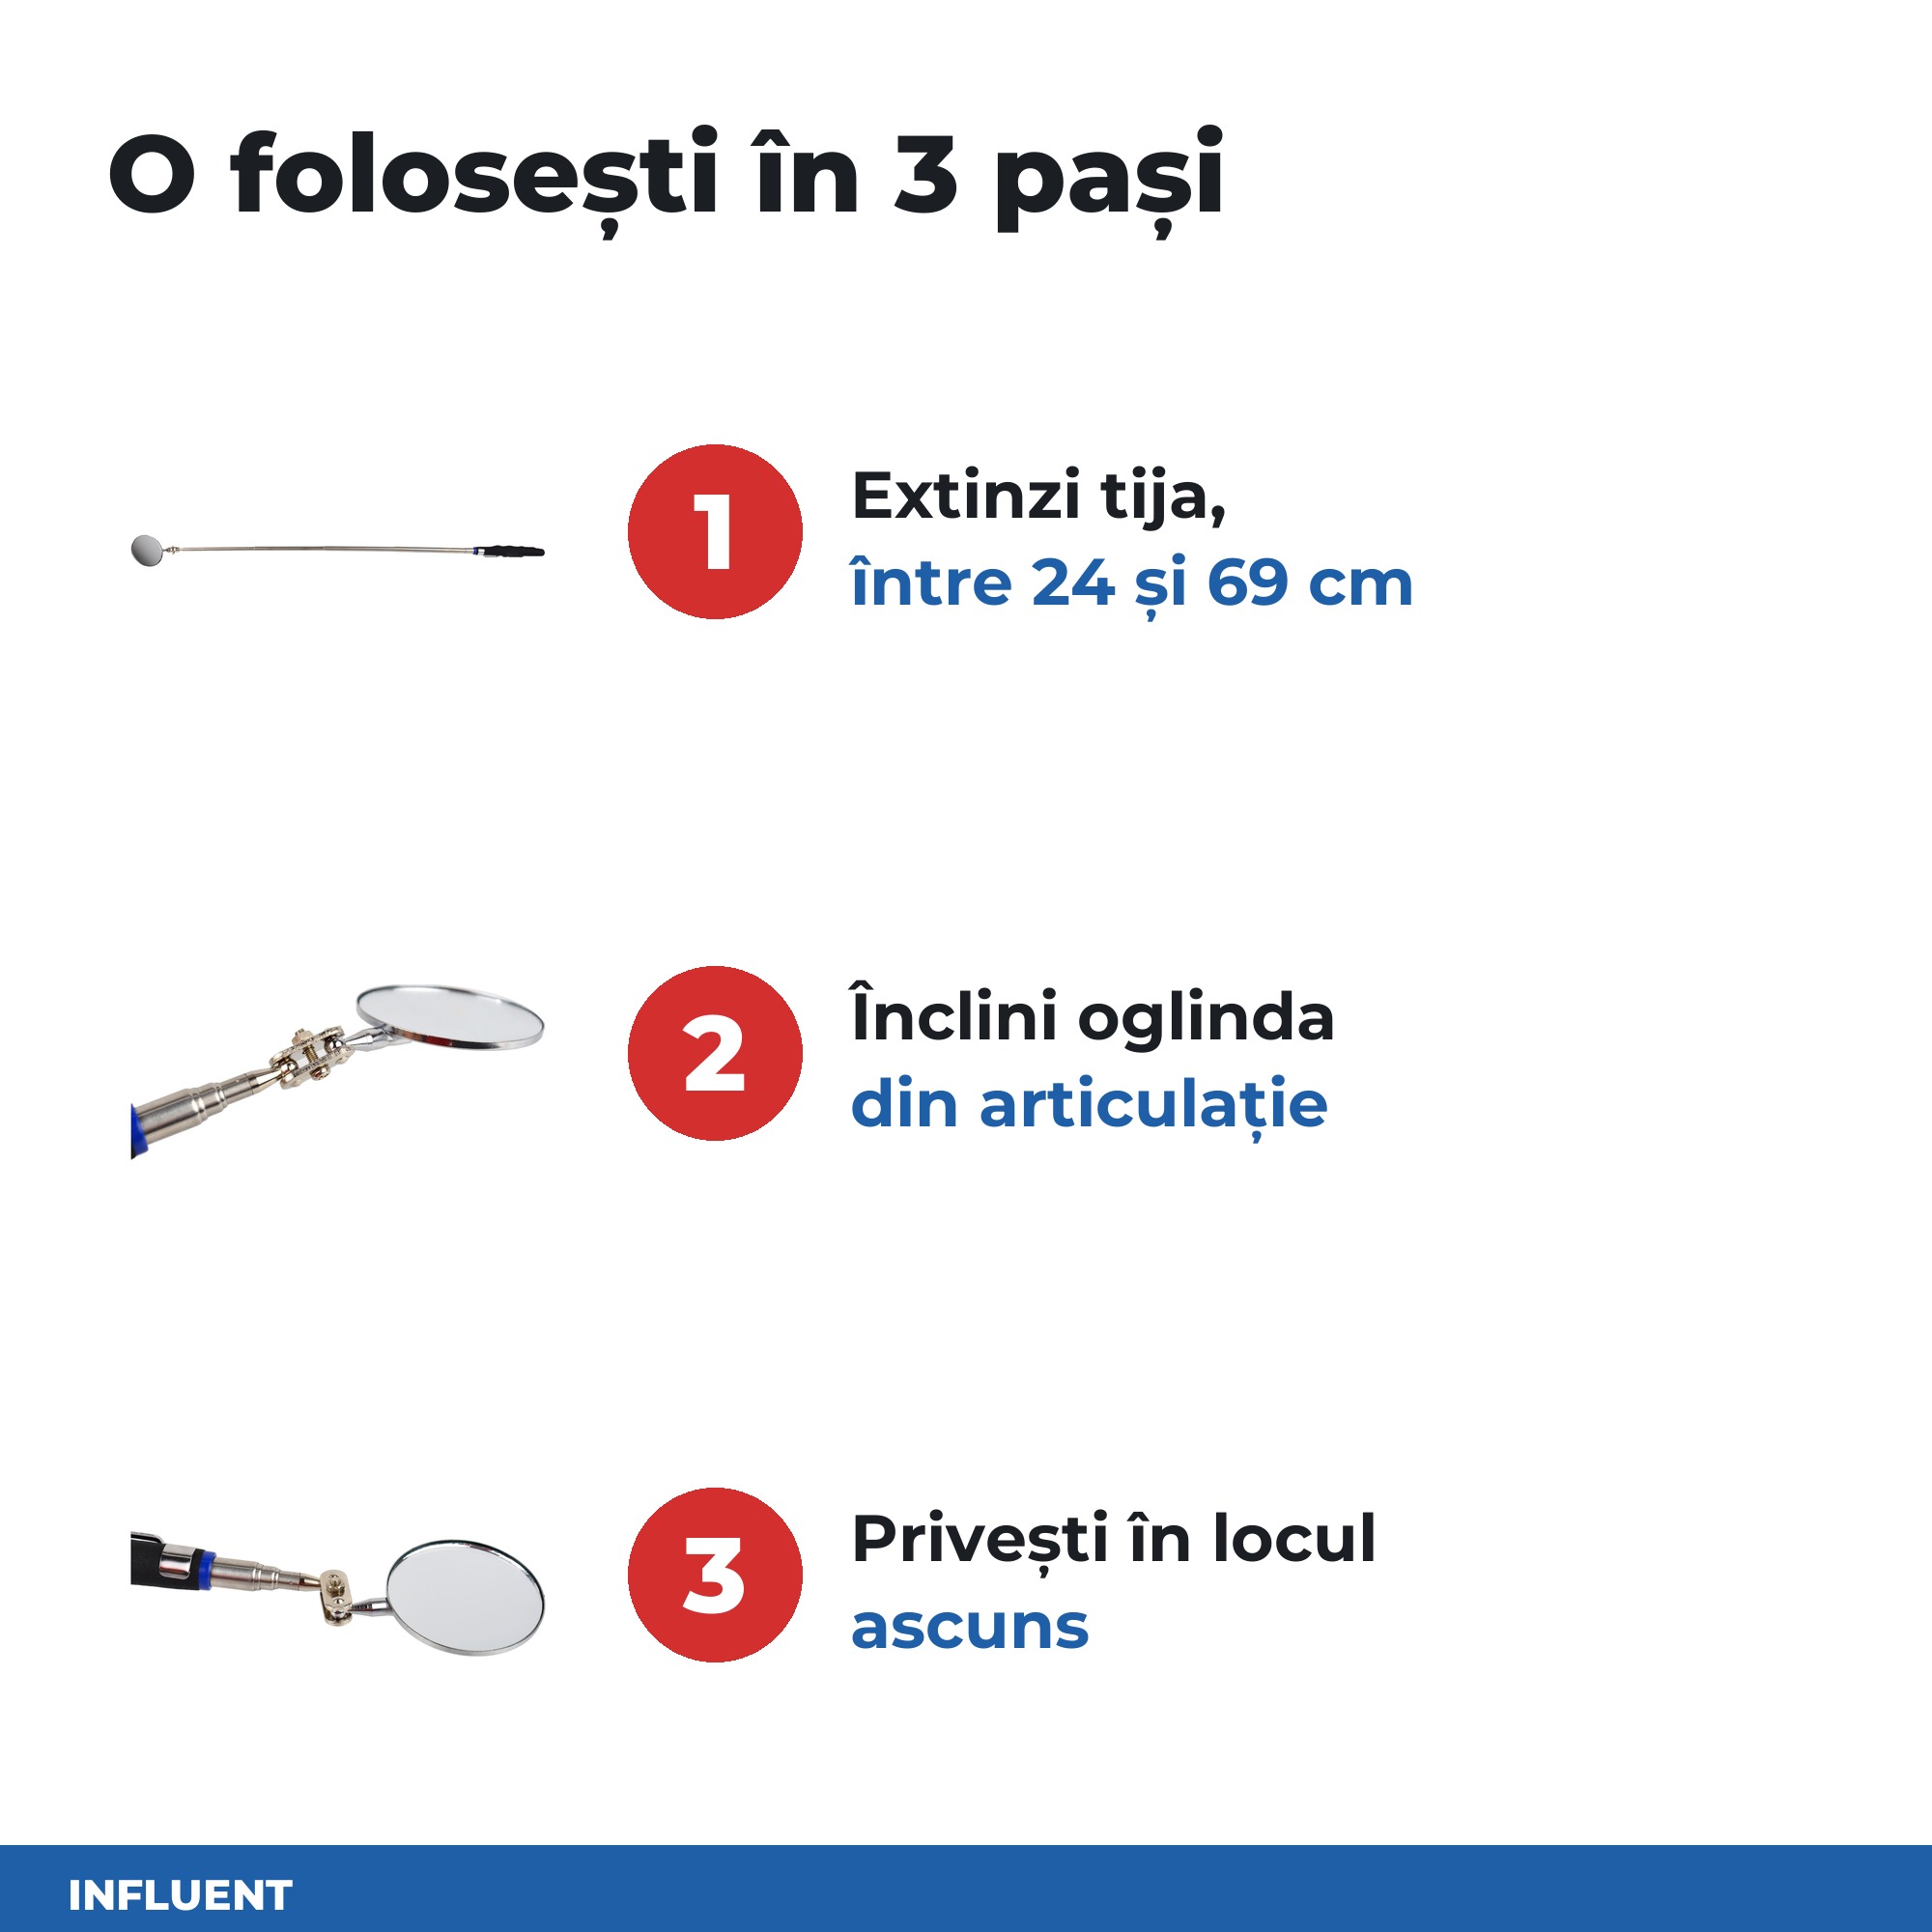 O folosești în 3 pași
1
Extinzi tija,
între 24 și 69 cm
2
Înclini oglinda
din articulație
3
Privești în locul
ascuns
INFLUENT